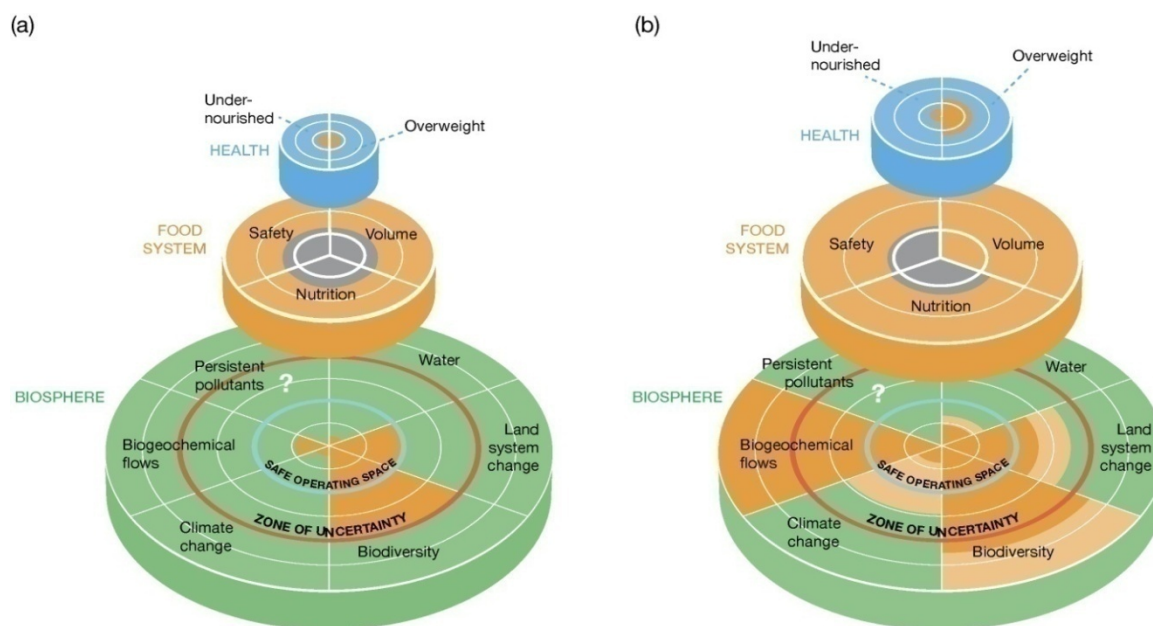 (a)
Under-
nourished
Overweight
HEALTH
FOOD
SYSTEM
Safety
Volume
Nutrition
BIOSPHERE
Persistent
pollutants
?
Water
Biogeochemical
flows
Land
system
change
SAFE OPERATING SPACE
ZONE OF UNCERTAINTY
Climate
change
Biodiversity
(b)
Under-
nourished
Overweight
HEALTH
FOOD
SYSTEM
Safety
Volume
Nutrition
BIOSPHERE
Persistent
pollutants
?
Water
Biogeochemical
flows
Land
system
change
SAFE OPERATING SPACE
ZONE OF UNCERTAINTY
Climate
change
Biodiversity